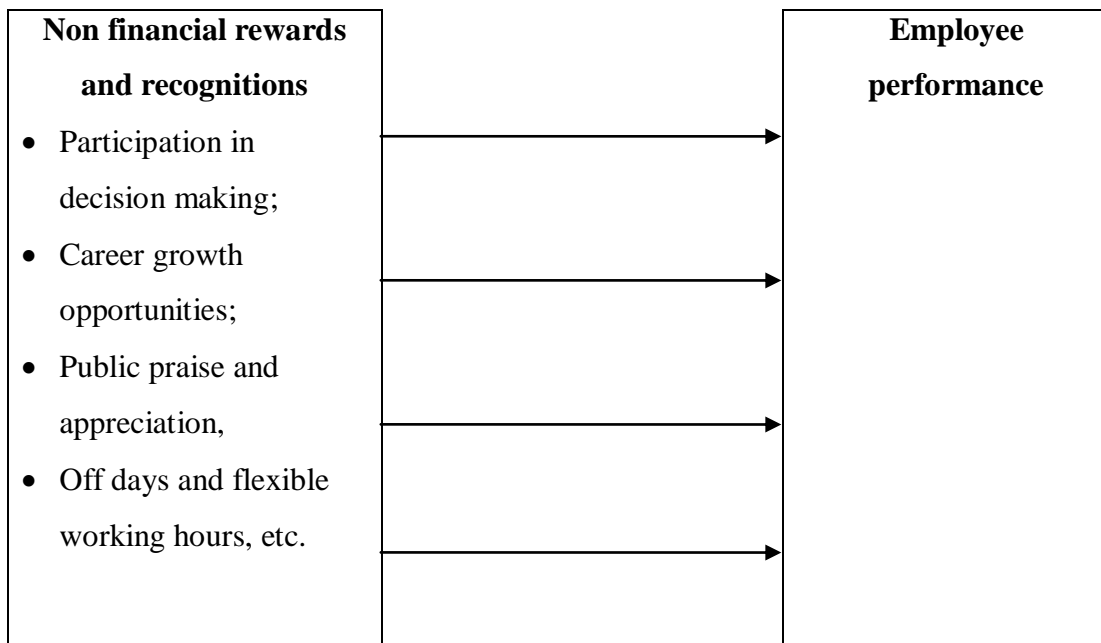 Non financial rewards
and recognitions
• Participation in
decision making;
• Career growth
opportunities;
• Public praise and
appreciation,
• Off days and flexible
working hours, etc.
Employee
performance